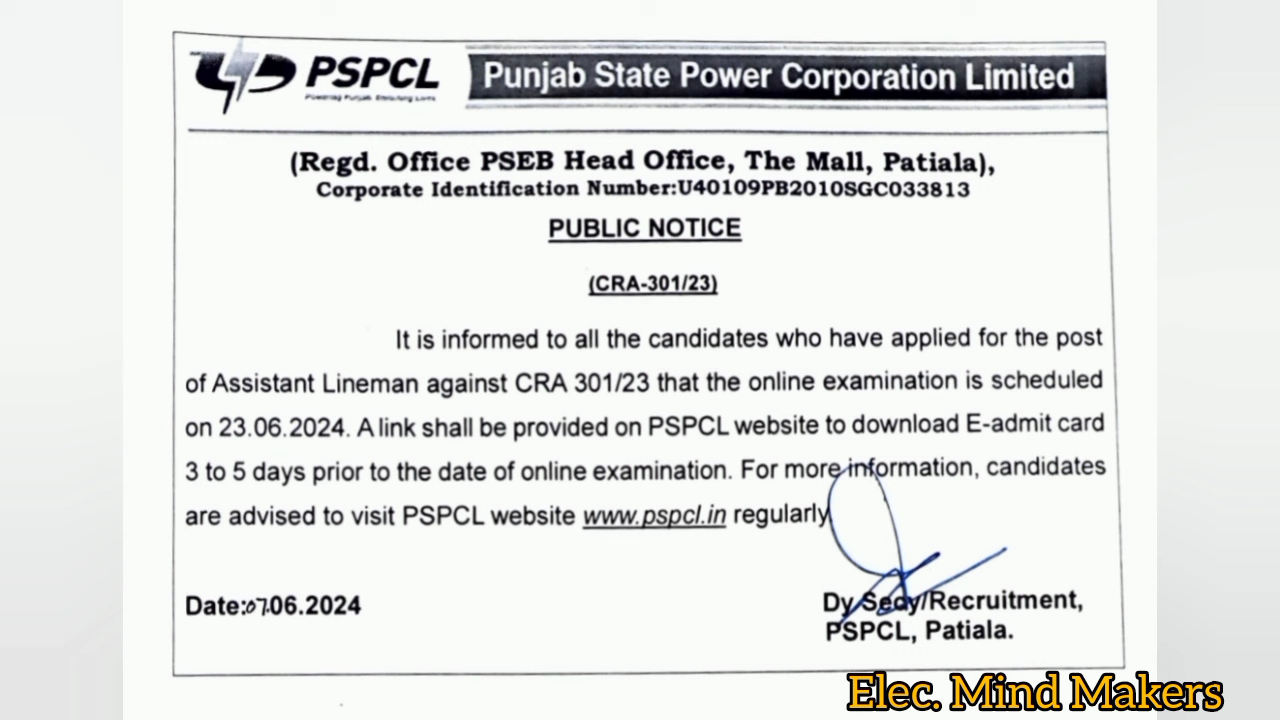 PSPCL
Punjab State Power Corporation Limited
(Regd. Office PSEB Head Office, The Mall, Patiala),
Corporate Identification Number:U40109PB2010SGC033813
PUBLIC NOTICE
(CRA-301/23)
It is informed to all the candidates who have applied for the post
of Assistant Lineman against CRA 301/23 that the online examination is scheduled
on 23.06.2024. A link shall be provided on PSPCL website to download E-admit card
3 to 5 days prior to the date of online examination. For more information, candidates
are advised to visit PSPCL website www.pspcl.in regularly
Date:07.06.2024
Dy Secy/Recruitment,
PSPCL, Patiala.
Elec. Mind Makers